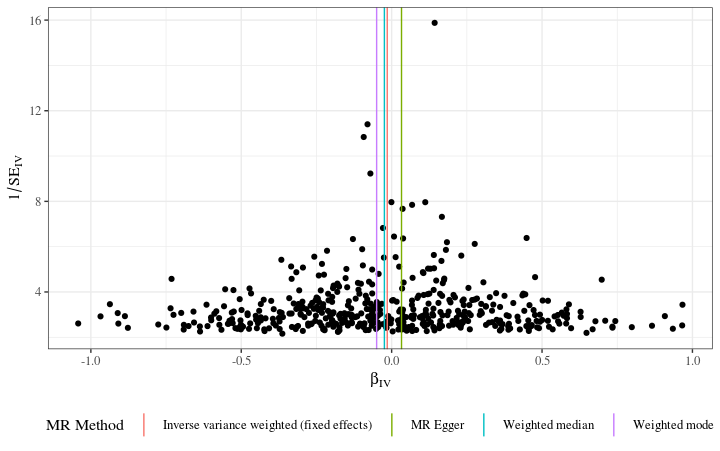 16
12
8
4
1/SE_IV
-1.0 -0.5 0.0 0.5 1.0
β_IV
MR Method Inverse variance weighted (fixed effects) MR Egger Weighted median Weighted mode